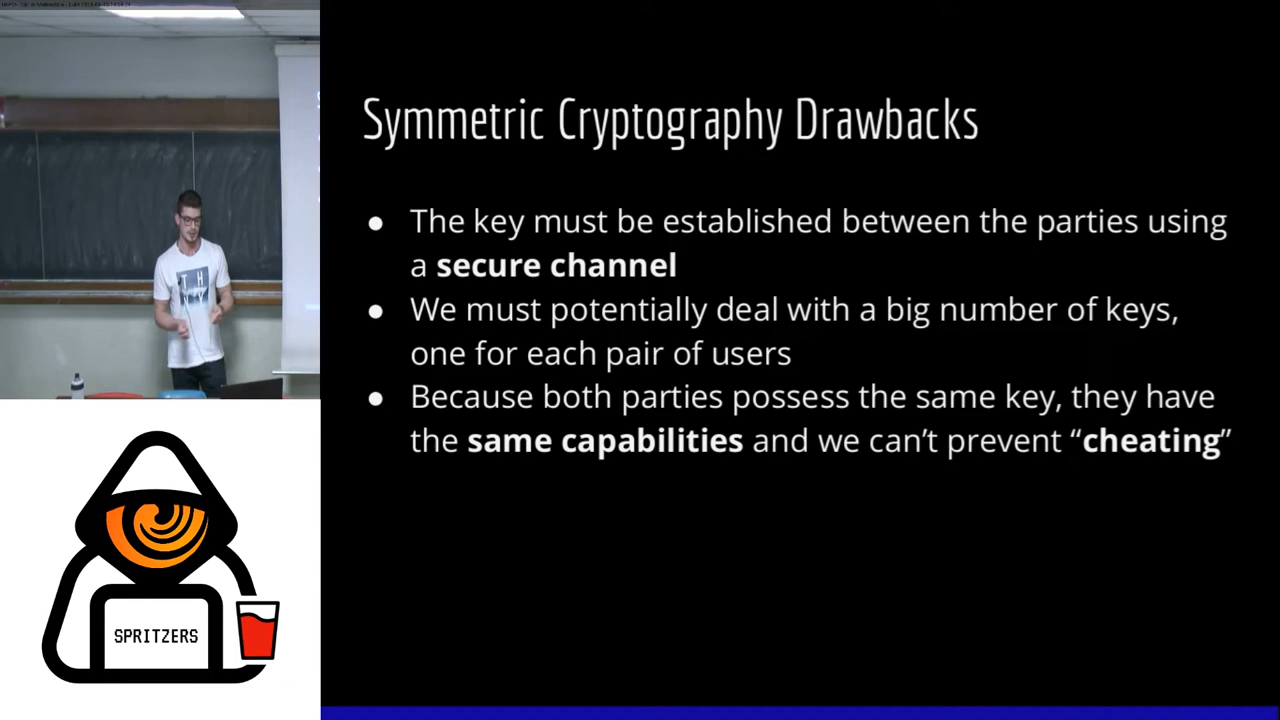 Symmetric Cryptography Drawbacks
● The key must be established between the parties using
a secure channel
● We must potentially deal with a big number of keys,
one for each pair of users
● Because both parties possess the same key, they have
the same capabilities and we can’t prevent “cheating”
SPRITZERS